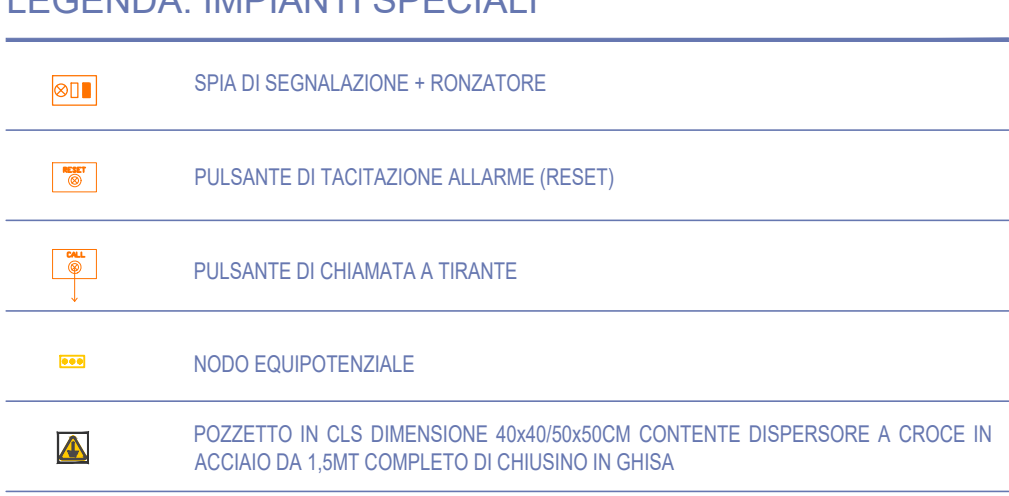 LEGENDA: IMPIANTI SPECIALI
SPIA DI SEGNALAZIONE + RONZATORE
RESET
PULSANTE DI TACITAZIONE ALLARME (RESET)
CALL
PULSANTE DI CHIAMATA A TIRANTE
NODO EQUIPOTENZIALE
POZZETTO IN CLS DIMENSIONE 40x40/50x50CM CONTENTE DISPERSORE A CROCE IN
ACCIAIO DA 1,5MT COMPLETO DI CHIUSINO IN GHISA